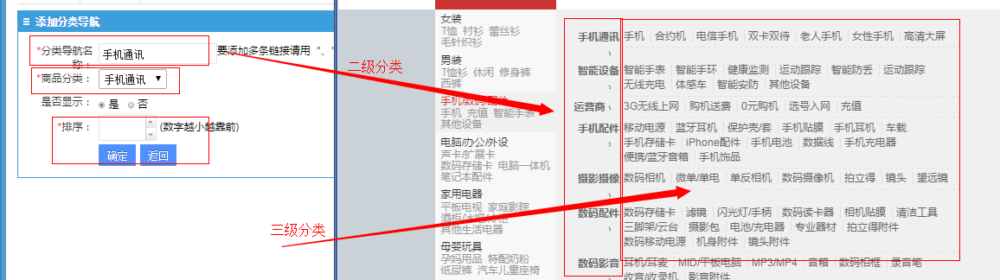 添加分类导航
*分类导航名称：
手机通讯
要添加多条链接请用 "、"
*商品分类：
手机通讯
是否显示：
是 否
*排序：
(数字越小越靠前)
确定 返回
二级分类
三级分类
女装
T恤 衬衫 蕾丝衫
毛针织衫
男装
T恤衫 休闲 修身裤
西裤
手机/数码/配件
手机 充值 智能手表
其他设备
电脑/办公/外设
声卡/扩展卡
数码存储卡 电脑一体机
笔记本配件
家用电器
平板电视 家庭影院
酒柜/水吧/冷柜
其他生活电器
母婴玩具
孕妈用品 特配奶粉
纸尿裤 汽车儿童座椅
手机通讯
手机 合约机 电信手机 双卡双待 老人手机 女性手机 高清大屏
智能设备
智能手表 智能手环 健康监测 运动跟踪 智能防丢 运动跟踪
无线充电 体感车 智能安防 其他设备
运营商
3G无线上网 购机送费 0元购机 选号入网 充值
手机配件
移动电源 蓝牙耳机 保护壳/套 手机贴膜 手机耳机 车载
手机存储卡 iPhone配件 手机电池 数据线 手机充电器
便携/蓝牙音箱 手机饰品
摄影摄像
数码相机 微单/单电 单反相机 数码摄像机 拍立得 镜头 望远镜
数码配件
数码存储卡 滤镜 闪光灯/手柄 数码读卡器 相机贴膜 清洁工具
三脚架/云台 摄影包 电池/充电器 专业器材 拍立得附件
数码移动电源 机身附件 镜头附件
数码影音
耳机/耳麦 MID/平板电脑 MP3/MP4 音箱 数码相框 录音笔
收音/收录机 影音附件